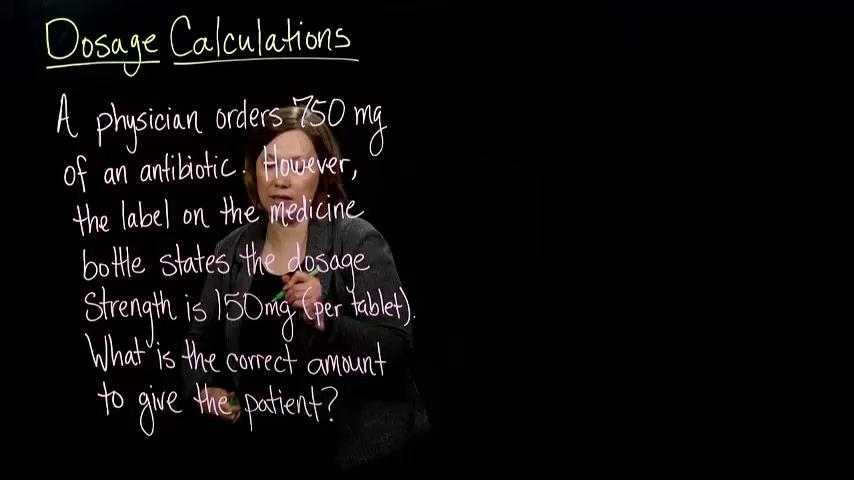 Dosage Calculations
A physician orders 750 mg
of an antibiotic. However,
the label on the medicine
bottle states the dosage
Strength is 150mg (per tablet).
What is the correct amount
to give the patient?